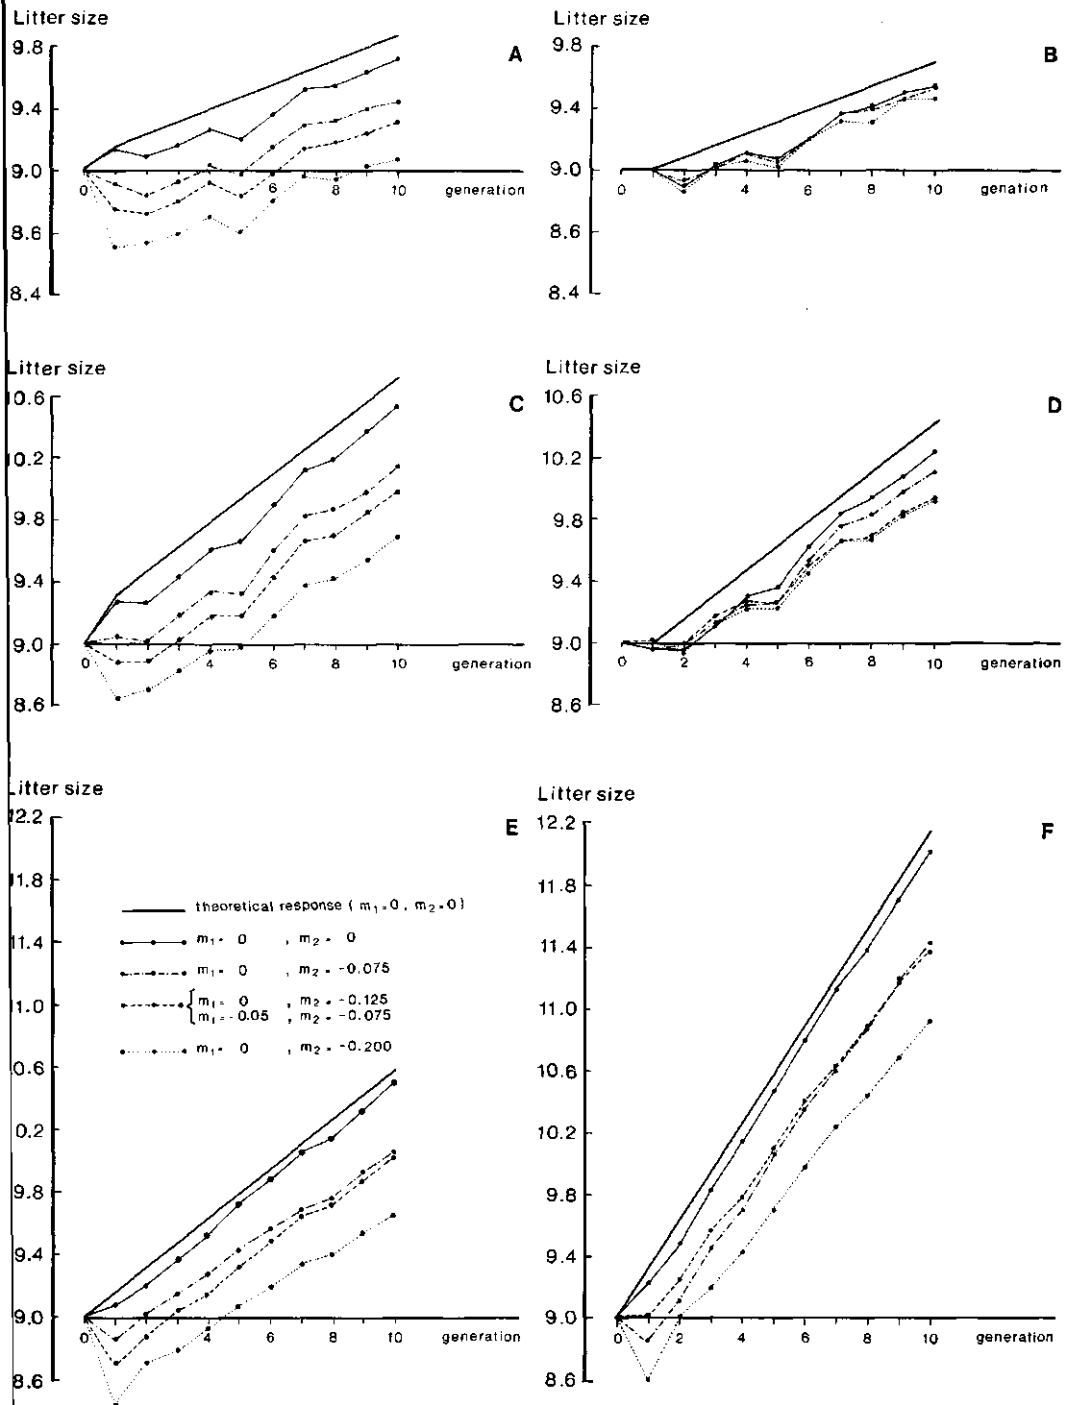 Litter size
A
9.8
9.4
9.0
8.6
8.4
0 2 4 6 8 10 generation
Litter size
B
9.8
9.4
9.0
8.6
8.4
0 4 6 8 10 genation
Litter size
C
10.6
10.2
9.8
9.4
9.0
8.6
0 2 4 6 8 10 generation
Litter size
D
10.6
10.2
9.8
9.4
9.0
8.6
0 2 4 6 8 10 generation
Litter size
E
12.2
11.8
11.4
11.0
10.6
10.2
9.8
9.4
9.0
8.6
theoretical response ( m₁=0 , m₂=0)
m₁= 0 , m₂= 0
m₁= 0 , m₂= -0.075
m₁= 0 , m₂= -0.125
m₁=-0.05 , m₂= -0.075
m₁= 0 , m₂= -0.200
0 2 4 6 8 10 generation
Litter size
F
12.2
11.8
11.4
11.0
10.6
10.2
9.8
9.4
9.0
8.6
0 2 4 6 8 10 generation